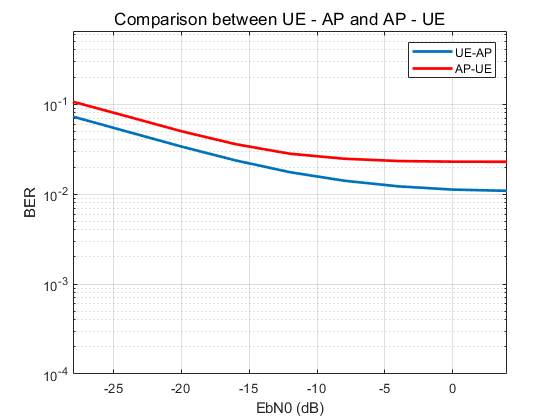 Comparison between UE - AP and AP - UE
UE-AP
AP-UE
10^-1
10^-2
10^-3
10^-4
BER
-25 -20 -15 -10 -5 0
EbN0 (dB)